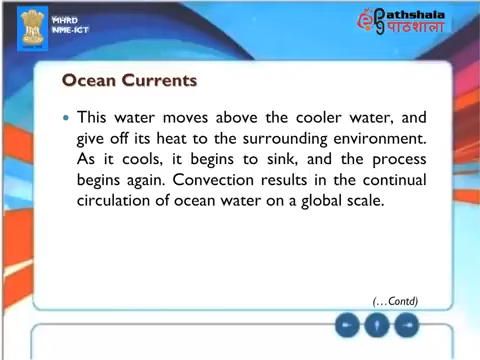 MHRD
NME-ICT
Pathshala
पाठशाला
Ocean Currents
This water moves above the cooler water, and
give off its heat to the surrounding environment.
As it cools, it begins to sink, and the process
begins again. Convection results in the continual
circulation of ocean water on a global scale.
(...Contd)